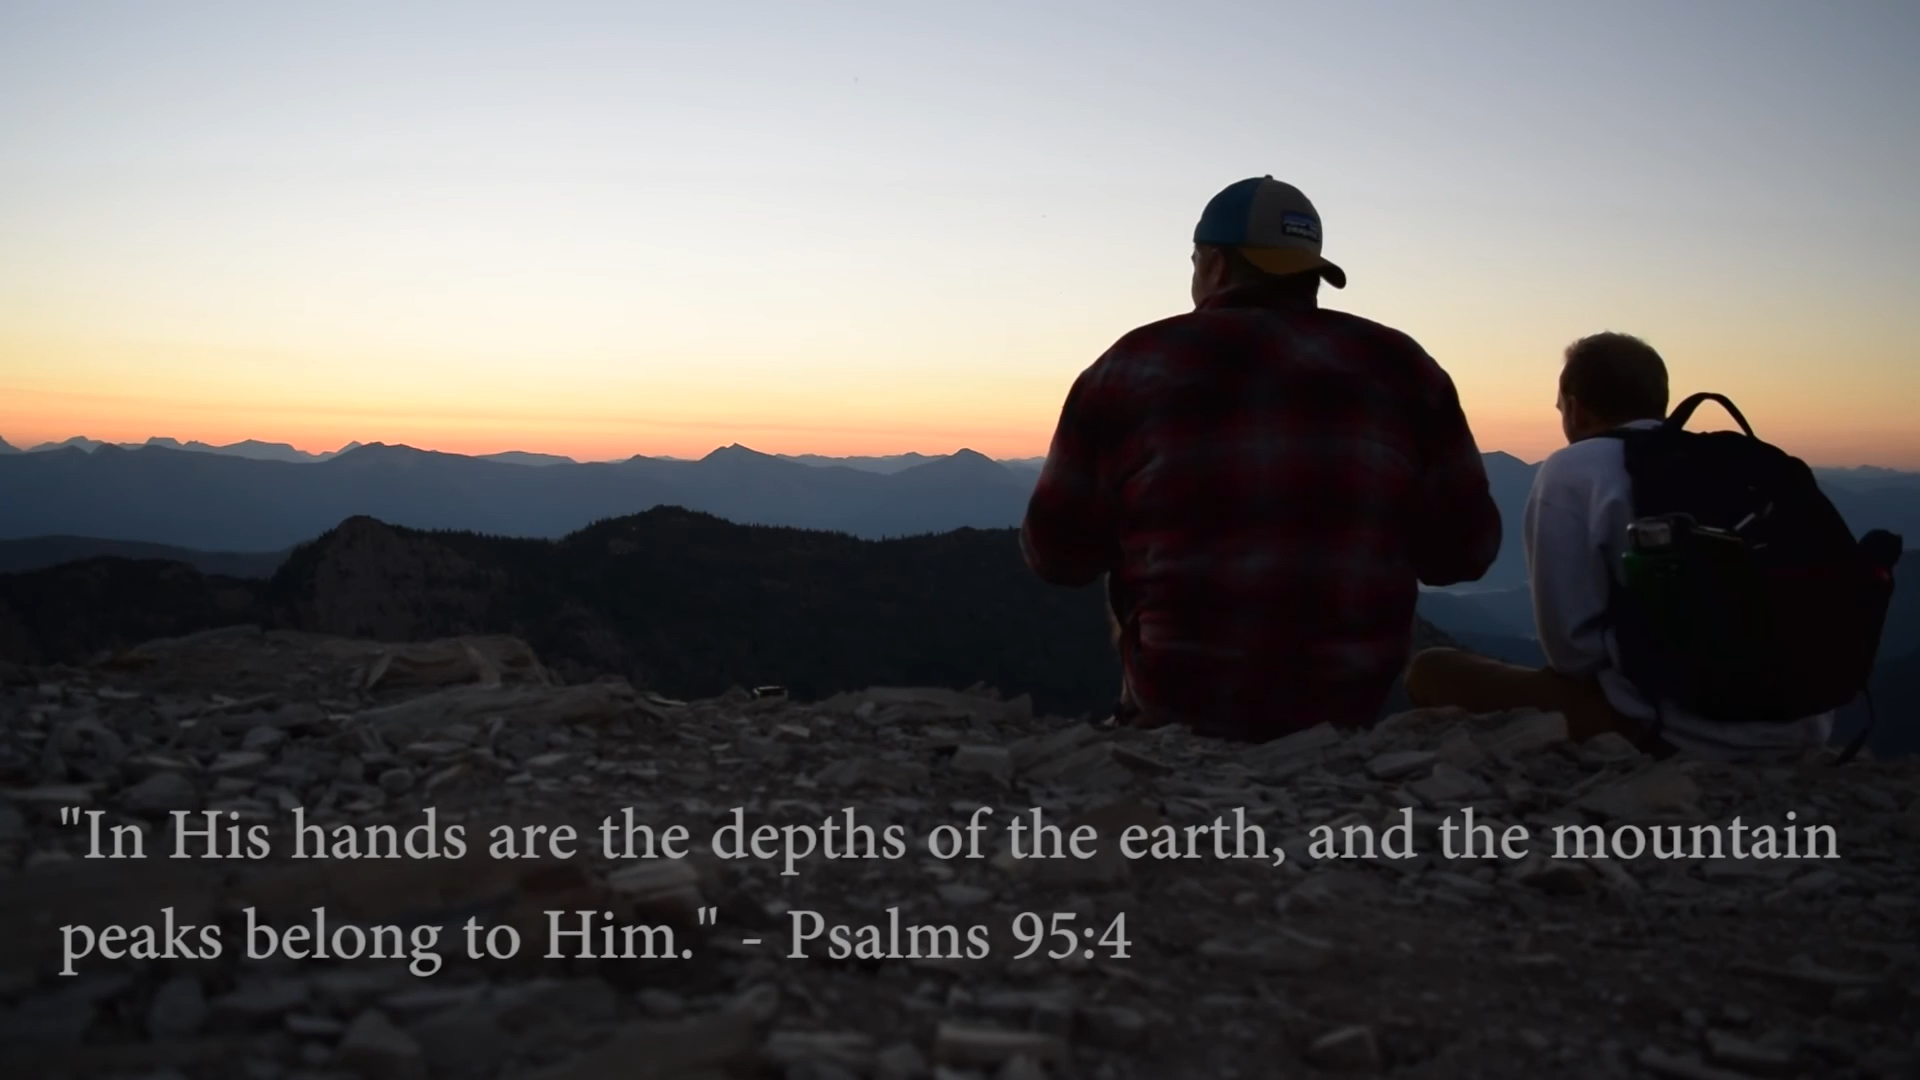 "In His hands are the depths of the earth, and the mountain
peaks belong to Him." - Psalms 95:4